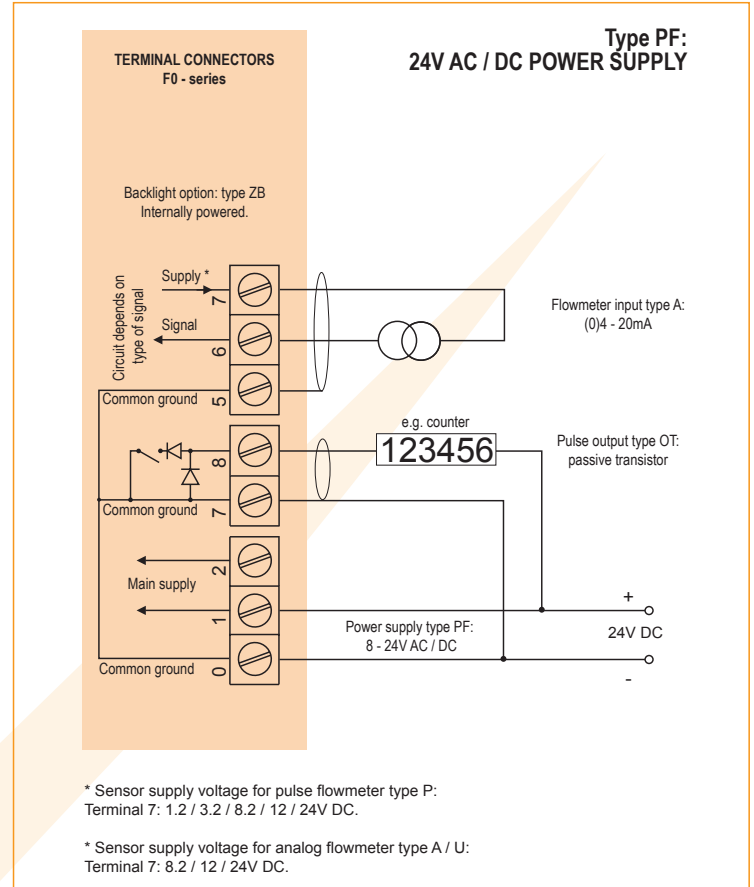 Type PF:
24V AC / DC POWER SUPPLY
TERMINAL CONNECTORS
F0 - series
Backlight option: type ZB
Internally powered.
Circuit depends on
type of signal
Supply *
7
Signal
6
Common ground
5
Flowmeter input type A:
(0)4 - 20mA
e.g. counter
123456
8
Pulse output type OT:
passive transistor
Common ground
7
2
Main supply
1
Power supply type PF:
8 - 24V AC / DC
+
24V DC
-
Common ground
0
* Sensor supply voltage for pulse flowmeter type P:
Terminal 7: 1.2 / 3.2 / 8.2 / 12 / 24V DC.
* Sensor supply voltage for analog flowmeter type A / U:
Terminal 7: 8.2 / 12 / 24V DC.